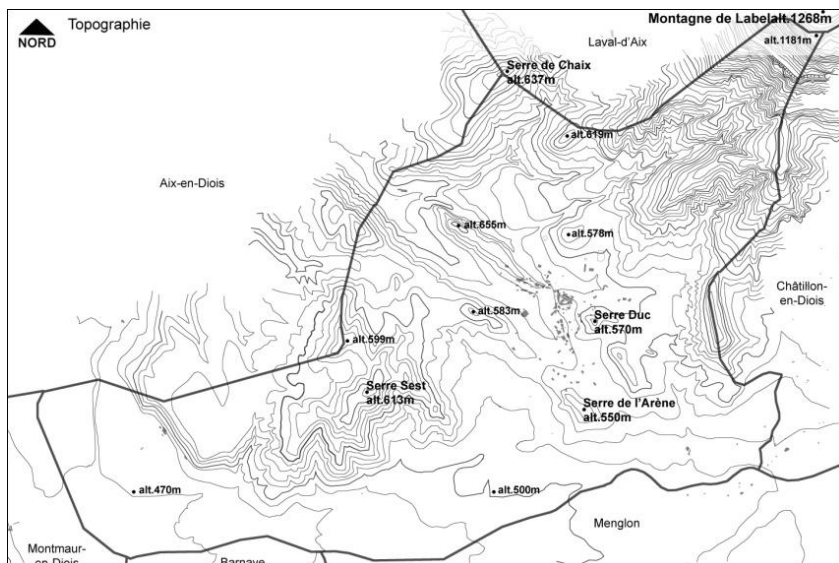 Topographie
NORD
Montagne de Labelalt.1268m
Laval-d'Aix
alt.1181m
Serre de Chaix
alt.637m
alt.619m
Aix-en-Diois
alt.655m
alt.578m
Châtillon-
en-Diois
alt.583m
Serre Duc
alt.570m
alt.599m
Serre Sest
alt.613m
Serre de l'Arène
alt.550m
alt.470m
alt.500m
Menglon
Montmaur-
en-Diois
Barnave